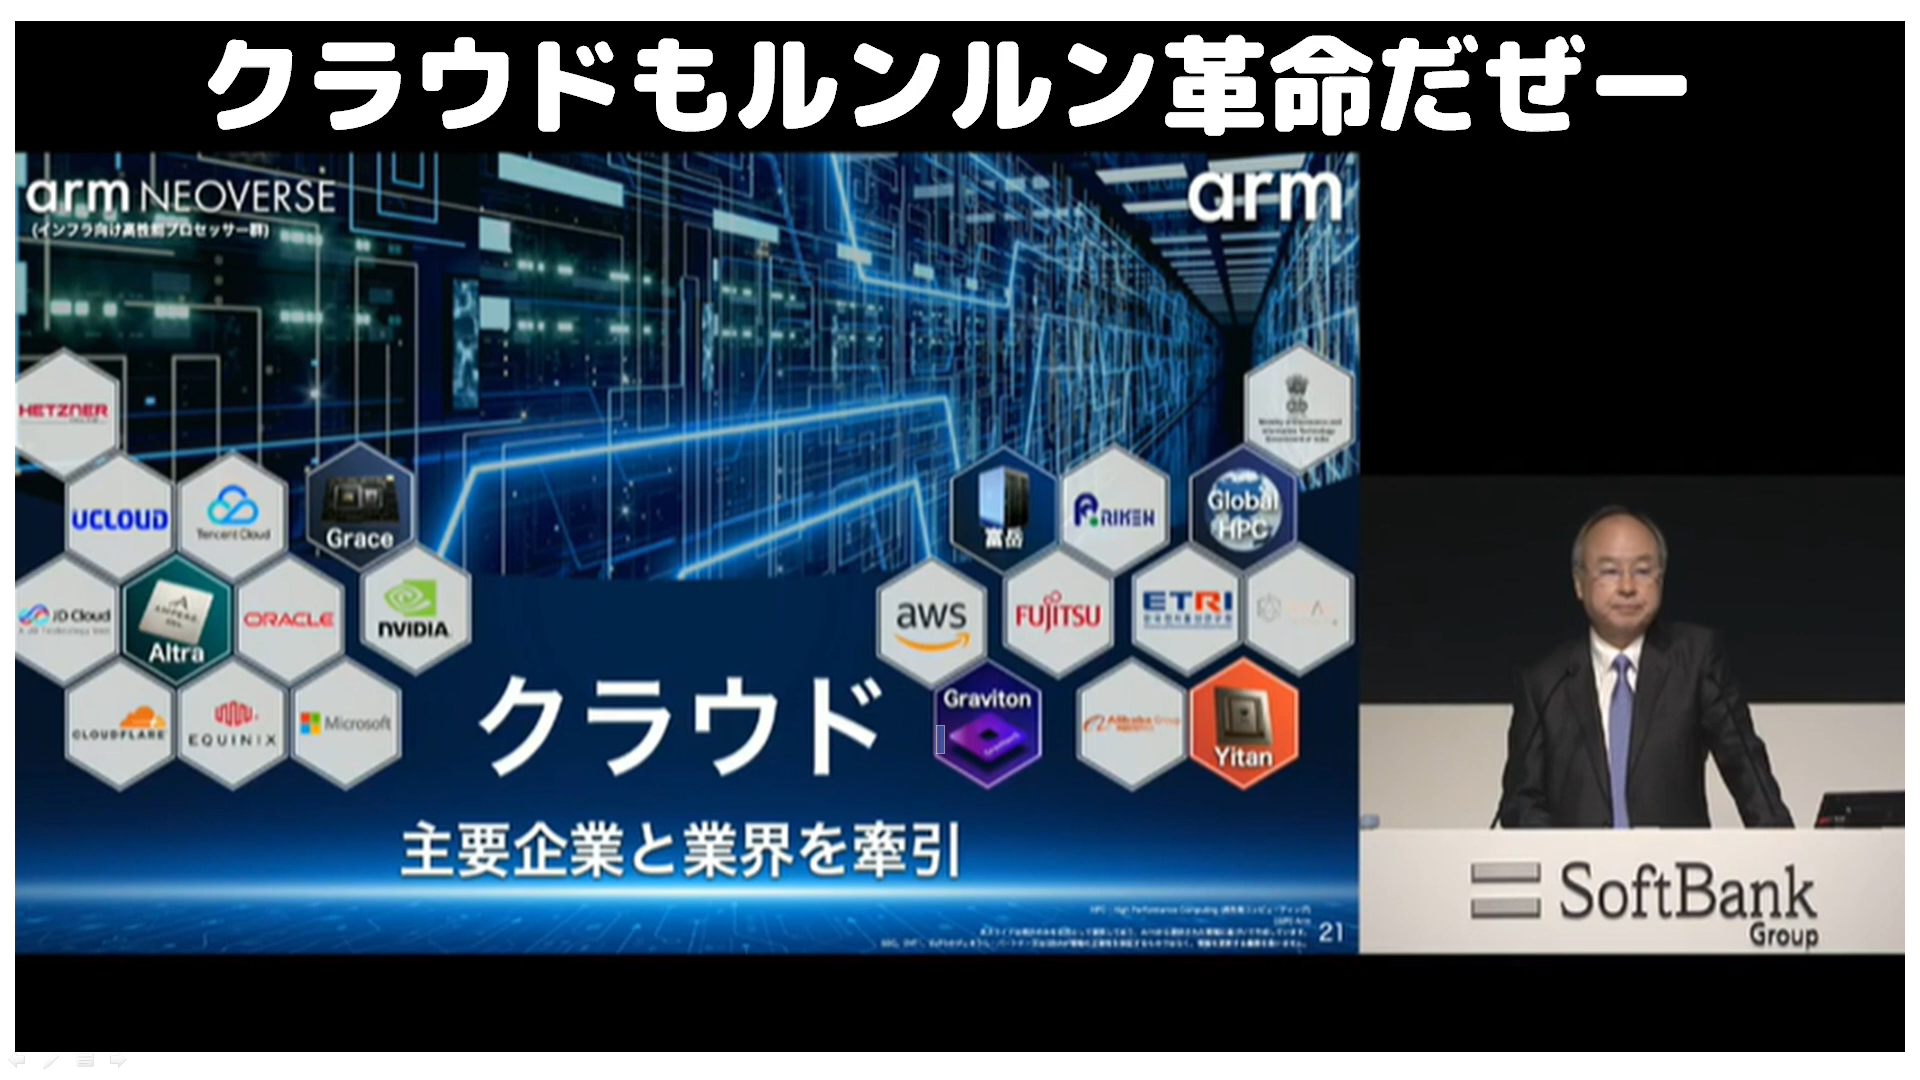 クラウドもルンルン革命だぜー
arm NEOVERSE
(インフラ向け高性能プロセッサー群)
arm
HETZNER
UCLOUD
Tencent Cloud
Grace
JD Cloud
Altra
ORACLE
NVIDIA
CLOUDFLARE
EQUINIX
Microsoft
富岳
RIKEN
Global
HPC
aws
FUJITSU
ETRI
Graviton
Alibaba Group
Yitan
クラウド
主要企業と業界を牽引
21
SoftBank
Group